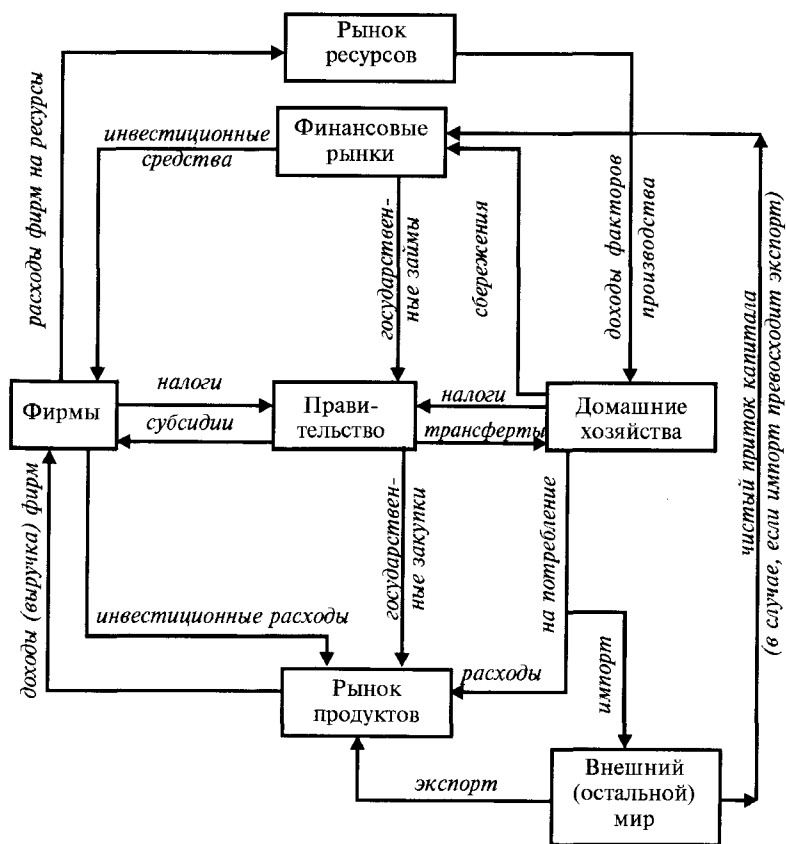 Рынок
ресурсов
расходы фирм на ресурсы
инвестиционные
средства
Финансовые
рынки
государствен-
ные займы
сбережения
доходы факторов
производства
чистый приток капитала
(в случае, если импорт превосходит экспорт)
Фирмы
налоги
субсидии
Прави-
тельство
налоги
трансферты
Домашние
хозяйства
доходы (выручка) фирм
инвестиционные расходы
государствен-
ные закупки
на потребление
расходы
импорт
Рынок
продуктов
экспорт
Внешний
(остальной)
мир